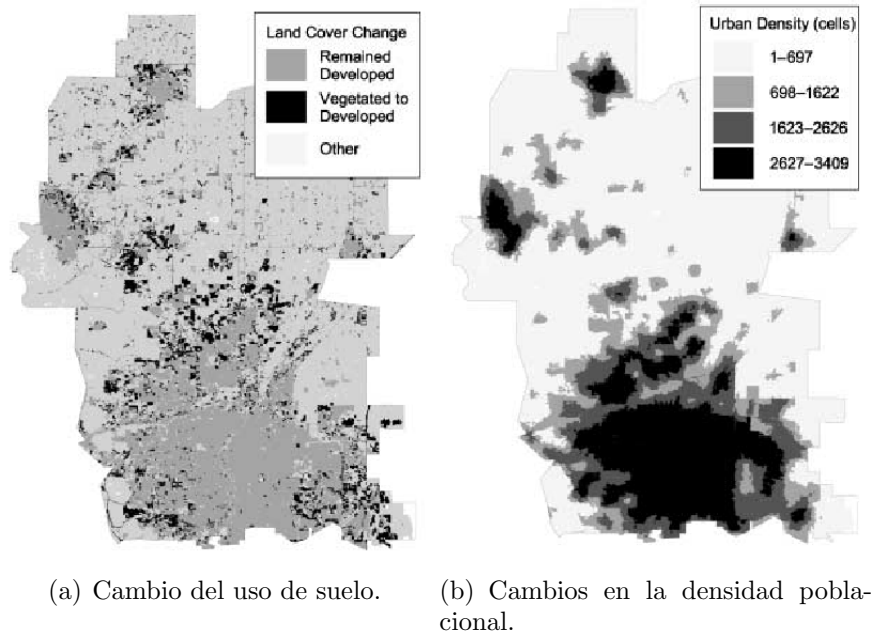 Land Cover Change
Remained
Developed
Vegetated to
Developed
Other
Urban Density (cells)
1–697
698–1622
1623–2626
2627–3409
(a) Cambio del uso de suelo.
(b) Cambios en la densidad pobla-
cional.